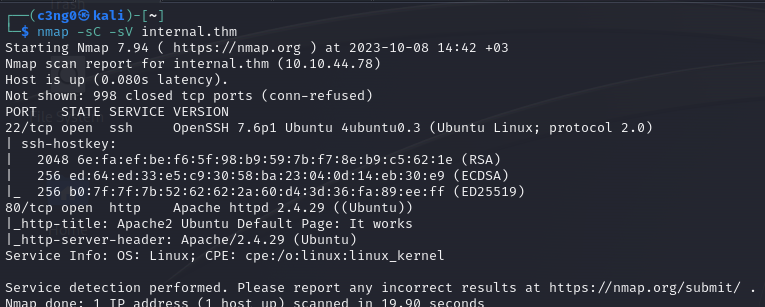 ┌──(c3ng0㉿kali)-[~]
└─$ nmap -sC -sV internal.thm
Starting Nmap 7.94 ( https://nmap.org ) at 2023-10-08 14:42 +03
Nmap scan report for internal.thm (10.10.44.78)
Host is up (0.080s latency).
Not shown: 998 closed tcp ports (conn-refused)
PORT   STATE SERVICE VERSION
22/tcp open  ssh     OpenSSH 7.6p1 Ubuntu 4ubuntu0.3 (Ubuntu Linux; protocol 2.0)
| ssh-hostkey:
|   2048 6e:fa:ef:be:f6:5f:98:b9:59:7b:f7:8e:b9:c5:62:1e (RSA)
|   256 ed:64:ed:33:e5:c9:30:58:ba:23:04:0d:14:eb:30:e9 (ECDSA)
|_  256 b0:7f:7f:7b:52:62:62:2a:60:d4:3d:36:fa:89:ee:ff (ED25519)
80/tcp open  http    Apache httpd 2.4.29 ((Ubuntu))
|_http-title: Apache2 Ubuntu Default Page: It works
|_http-server-header: Apache/2.4.29 (Ubuntu)
Service Info: OS: Linux; CPE: cpe:/o:linux:linux_kernel
Service detection performed. Please report any incorrect results at https://nmap.org/submit/ .
Nmap done: 1 IP address (1 host up) scanned in 19.90 seconds